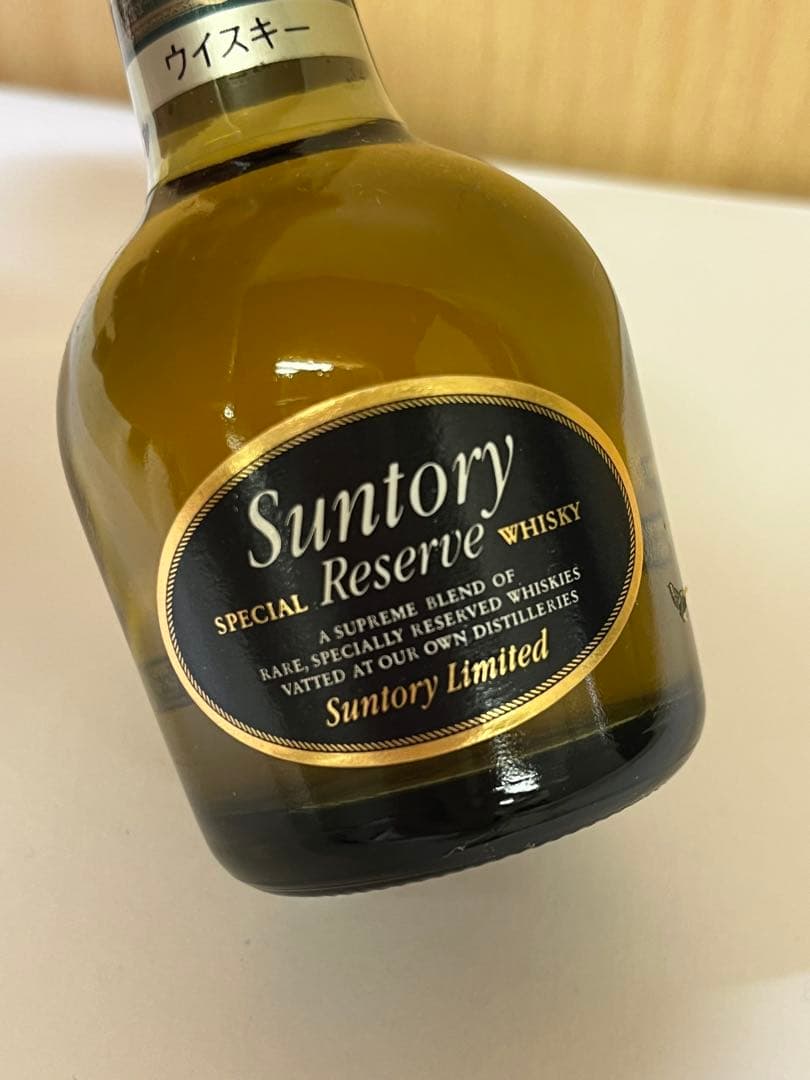 ウイスキー
Suntory
SPECIAL Reserve WHISKY
A SUPREME BLEND OF
RARE, SPECIALLY RESERVED WHISKIES
VATTED AT OUR OWN DISTILLERIES
Suntory Limited